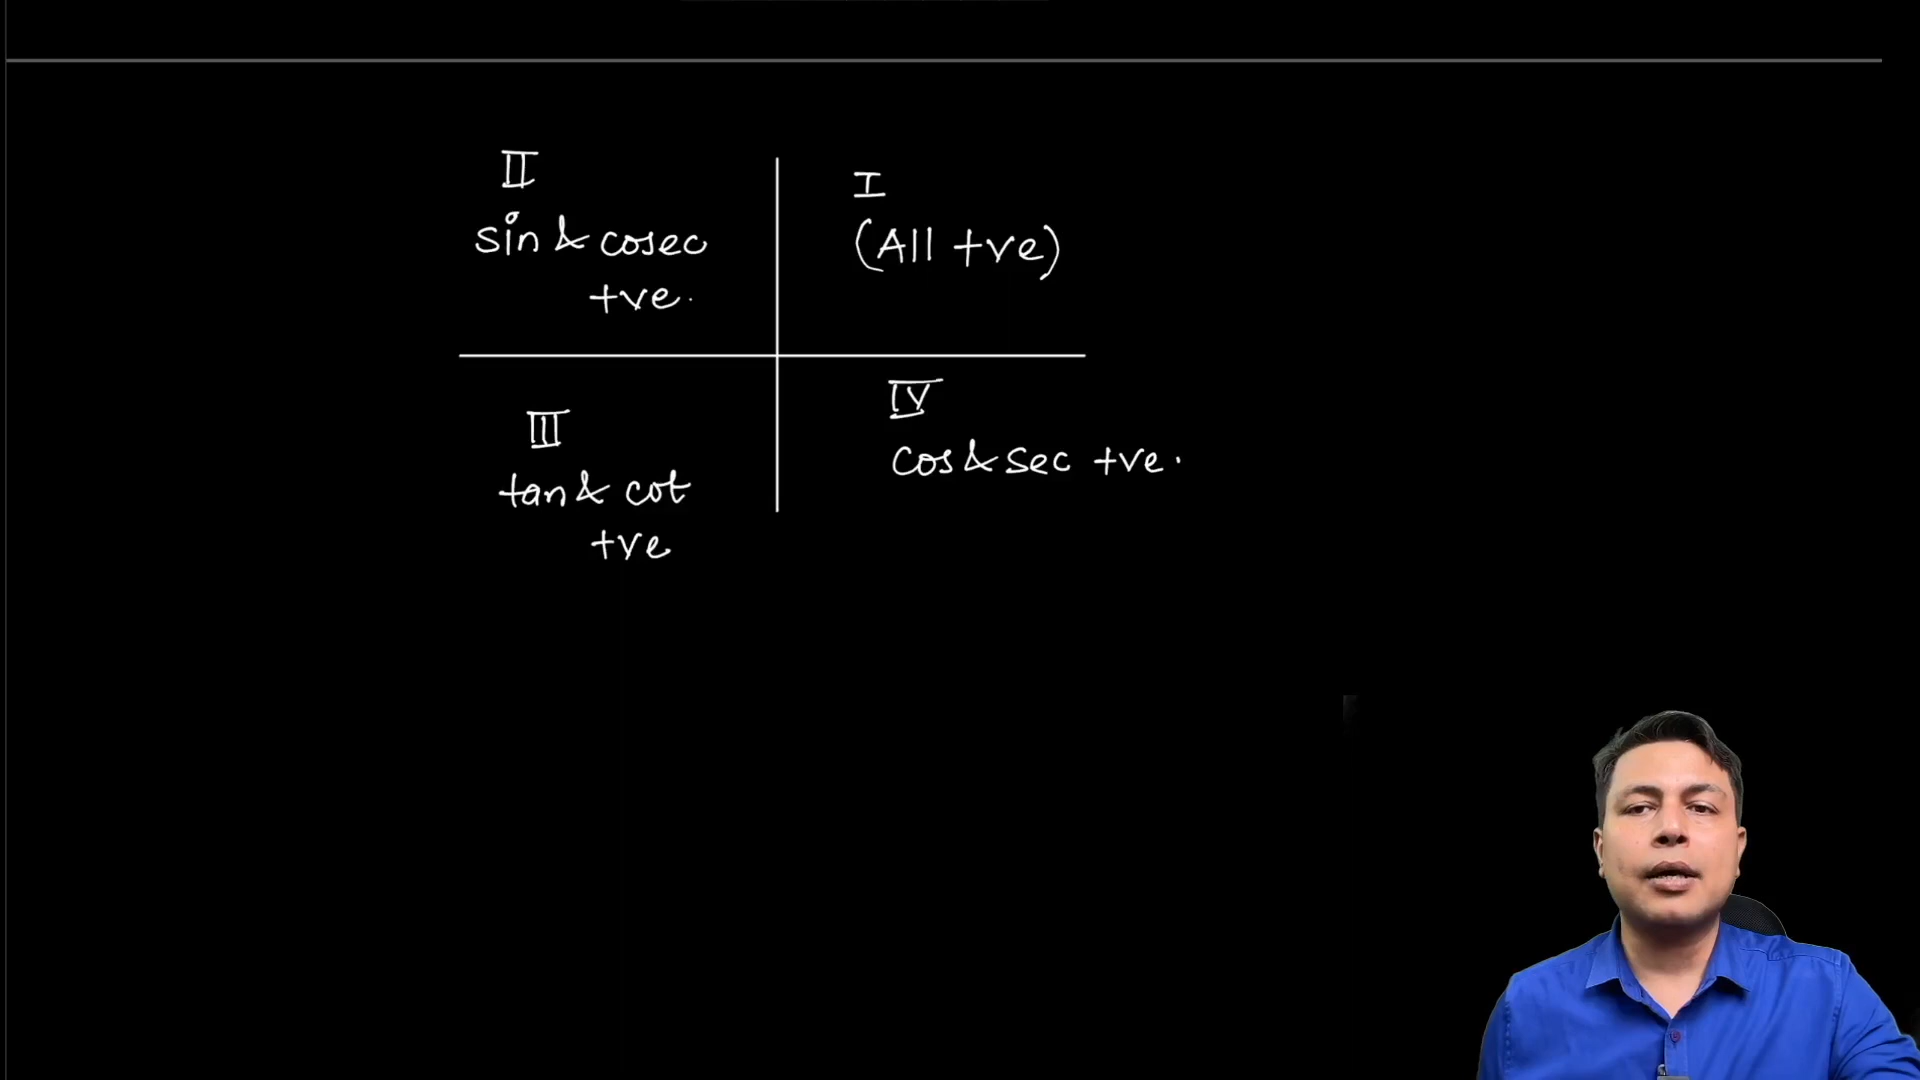 II
sin & cosec
+ve.
I
(All +ve)
III
tan & cot
+ve
IV
cos & sec +ve.